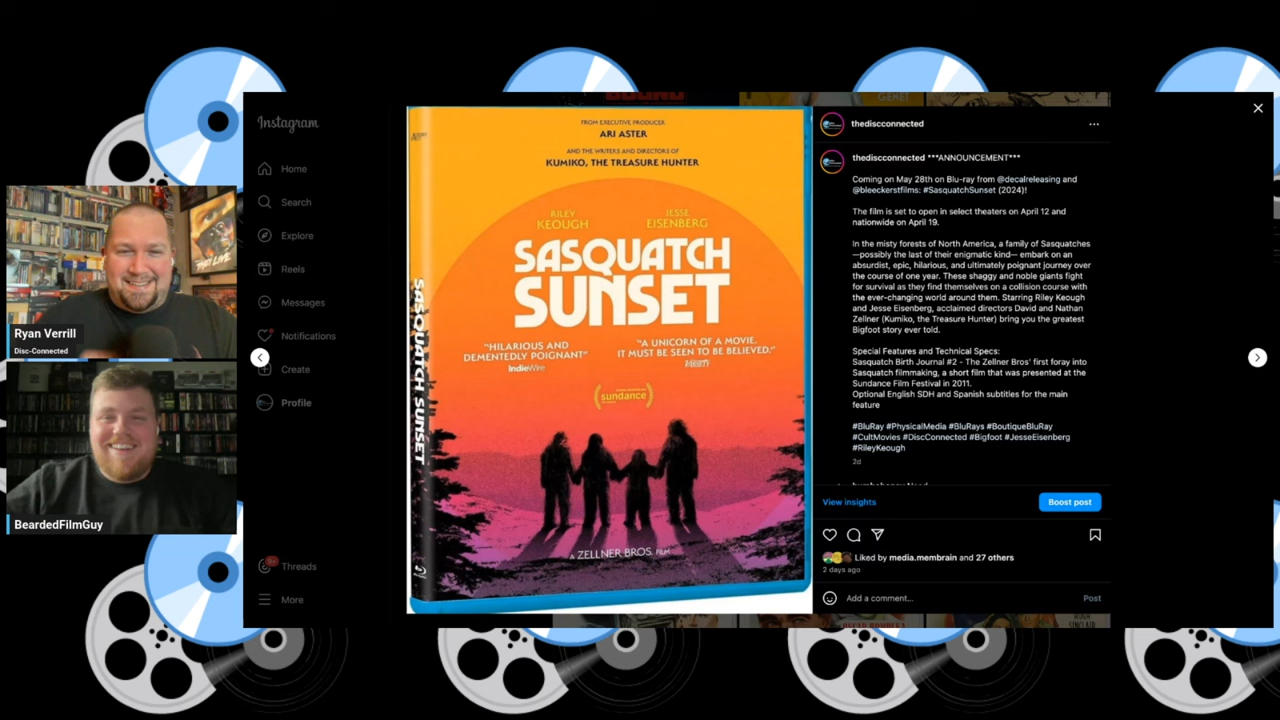 Instagram
Home
Search
Explore
Reels
Messages
Notifications
Create
Profile
9+
Threads
More
Ryan Verrill
Disc-Connected
BeardedFilmGuy
THEY LIVE
GENET
FROM EXECUTIVE PRODUCER
ARI ASTER
AND THE WRITERS AND DIRECTORS OF
KUMIKO, THE TREASURE HUNTER
RILEY
KEOUGH
JESSE
EISENBERG
SASQUATCH
SUNSET
SASQUATCH SUNSET
"HILARIOUS AND
DEMENTEDLY POIGNANT"
IndieWire
"A UNICORN OF A MOVIE.
IT MUST BE SEEN TO BE BELIEVED."
VARIETY
sundance
A ZELLNER BROS. FILM
thediscconnected
thediscconnected ***ANNOUNCEMENT***
Coming on May 28th on Blu-ray from @decalreleasing and
@bleeckerstfilms: #SasquatchSunset (2024)!
The film is set to open in select theaters on April 12 and
nationwide on April 19.
In the misty forests of North America, a family of Sasquatches
—possibly the last of their enigmatic kind— embark on an
absurdist, epic, hilarious, and ultimately poignant journey over
the course of one year. These shaggy and noble giants fight
for survival as they find themselves on a collision course with
the ever-changing world around them. Starring Riley Keough
and Jesse Eisenberg, acclaimed directors David and Nathan
Zellner (Kumiko, the Treasure Hunter) bring you the greatest
Bigfoot story ever told.
Special Features and Technical Specs:
Sasquatch Birth Journal #2 - The Zellner Bros' first foray into
Sasquatch filmmaking, a short film that was presented at the
Sundance Film Festival in 2011.
Optional English SDH and Spanish subtitles for the main
feature
#BluRay #PhysicalMedia #BluRays #BoutiqueBluRay
#CultMovies #DiscConnected #Bigfoot #JesseEisenberg
#RileyKeough
2d
View insights
Boost post
Liked by media.membrain and 27 others
2 days ago
Add a comment...
Post